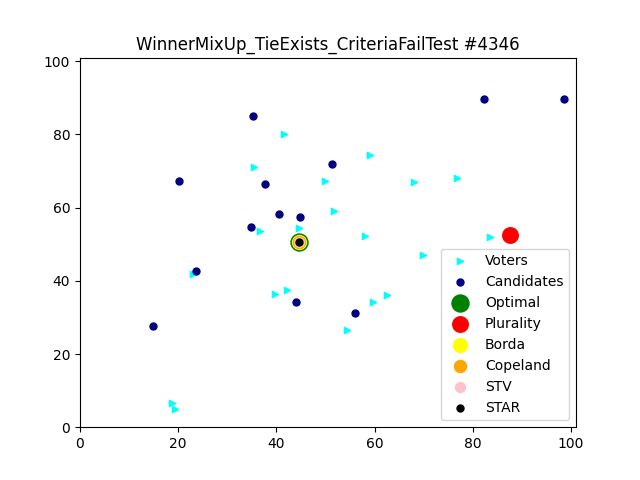 WinnerMixUp_TieExists_CriteriaFailTest #4346
100
80
60
40
20
0
0 20 40 60 80 100
Voters
Candidates
Optimal
Plurality
Borda
Copeland
STV
STAR